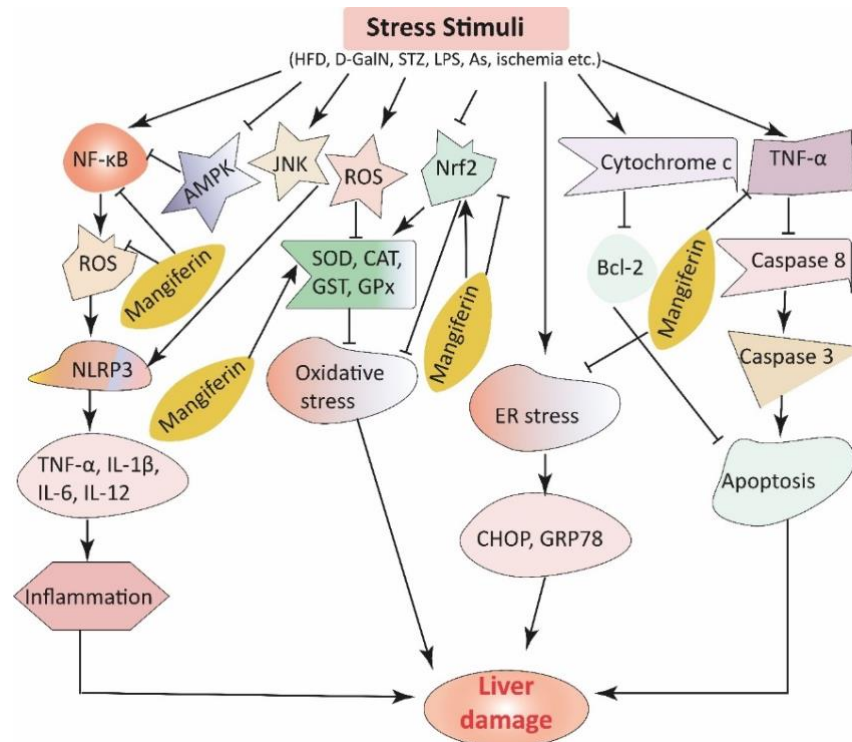 Stress Stimuli
(HFD, D-GalN, STZ, LPS, As, ischemia etc.)
NF-κB
AMPK
JNK
ROS
Nrf2
Cytochrome c
TNF-α
ROS
Mangiferin
SOD, CAT,
GST, GPx
Bcl-2
Mangiferin
Caspase 8
NLRP3
Mangiferin
Oxidative
stress
Mangiferin
ER stress
Caspase 3
TNF-α, IL-1β,
IL-6, IL-12
Apoptosis
CHOP, GRP78
Inflammation
Liver
damage